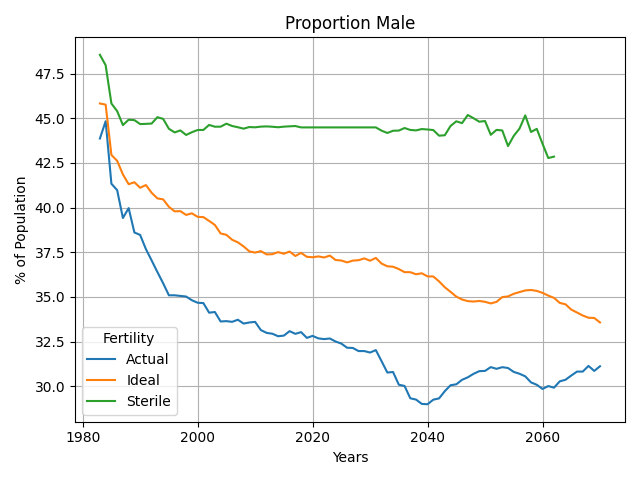 Proportion Male
% of Population
47.5
45.0
42.5
40.0
37.5
35.0
32.5
30.0
Fertility
Actual
Ideal
Sterile
1980
2000
2020
2040
2060
Years